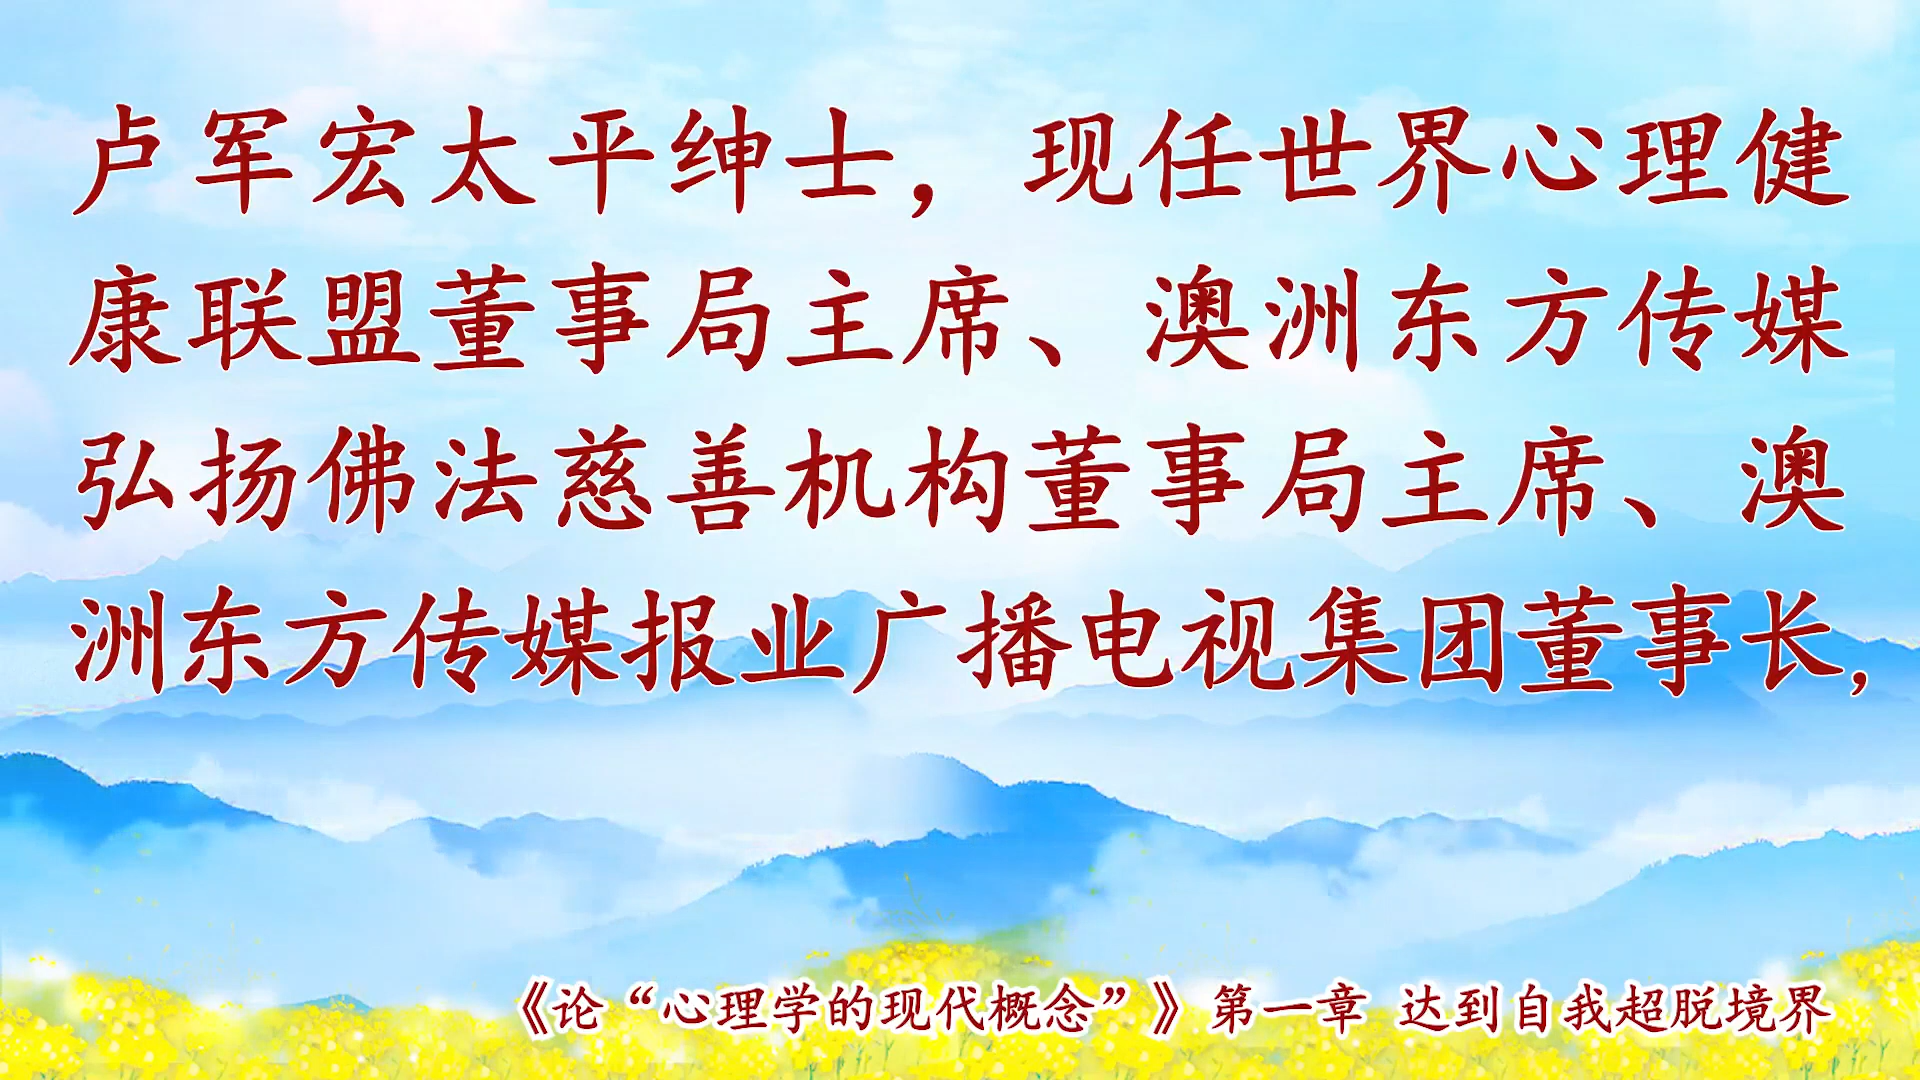 卢军宏太平绅士，现任世界心理健
康联盟董事局主席、澳洲东方传媒
弘扬佛法慈善机构董事局主席、澳
洲东方传媒报业广播电视集团董事长,
《论“心理学的现代概念”》第一章 达到自我超脱境界